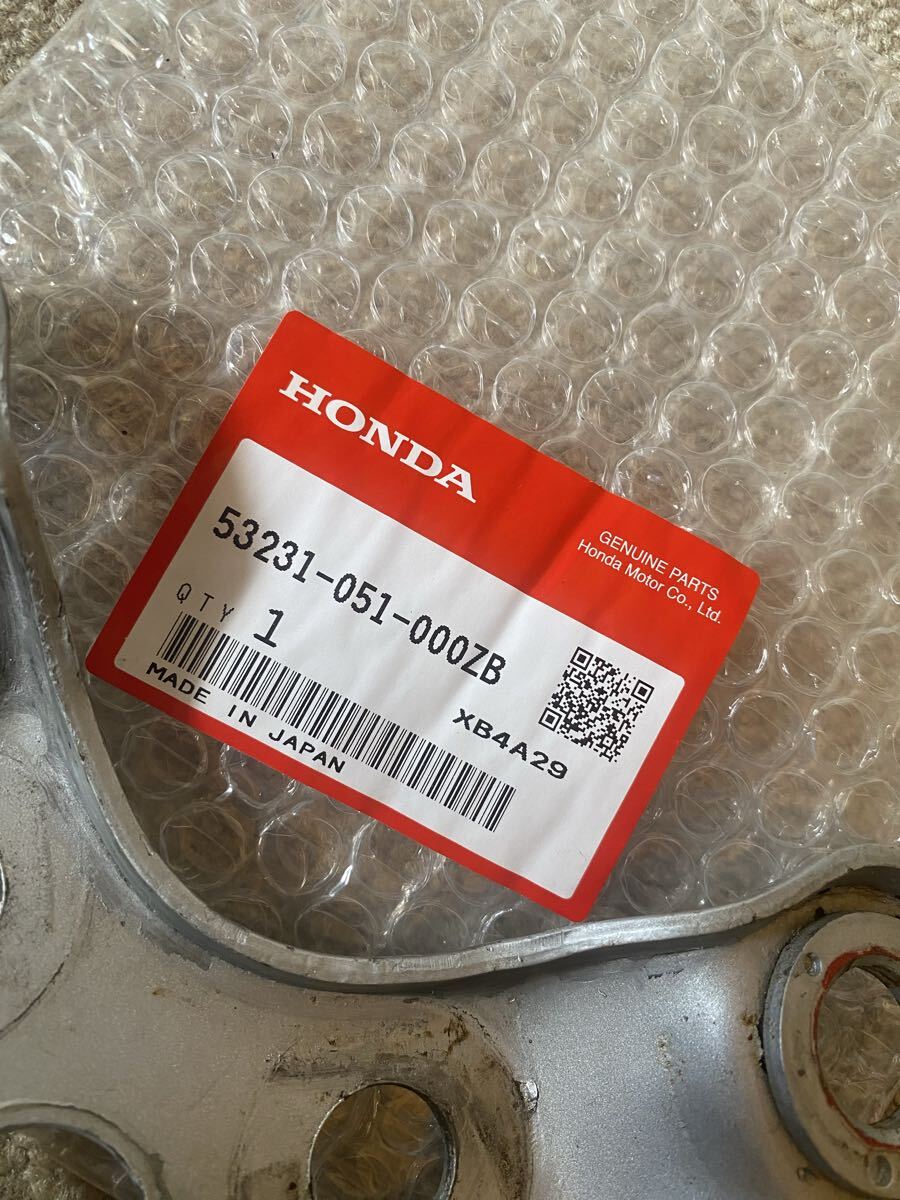 HONDA
GENUINE PARTS
Honda Motor Co., Ltd.
53231-051-000ZB
QTY 1
XB4A29
MADE IN JAPAN